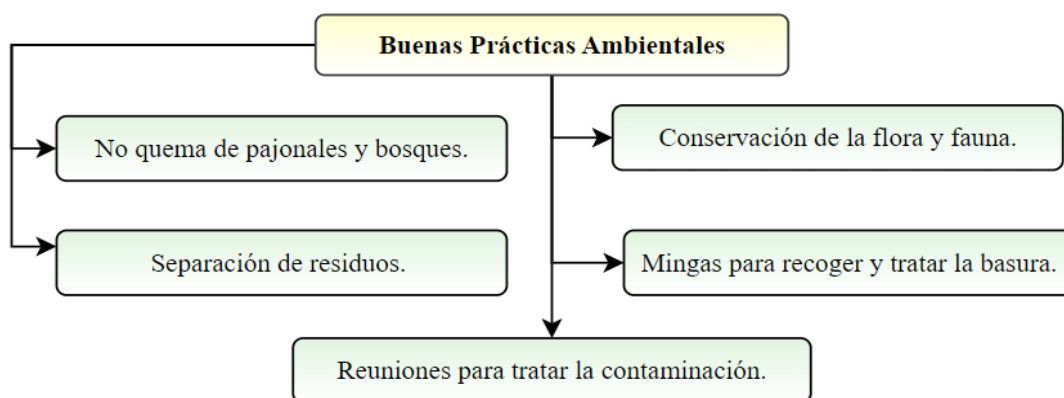 Buenas Prácticas Ambientales
No quema de pajonales y bosques.
Conservación de la flora y fauna.
Separación de residuos.
Mingas para recoger y tratar la basura.
Reuniones para tratar la contaminación.